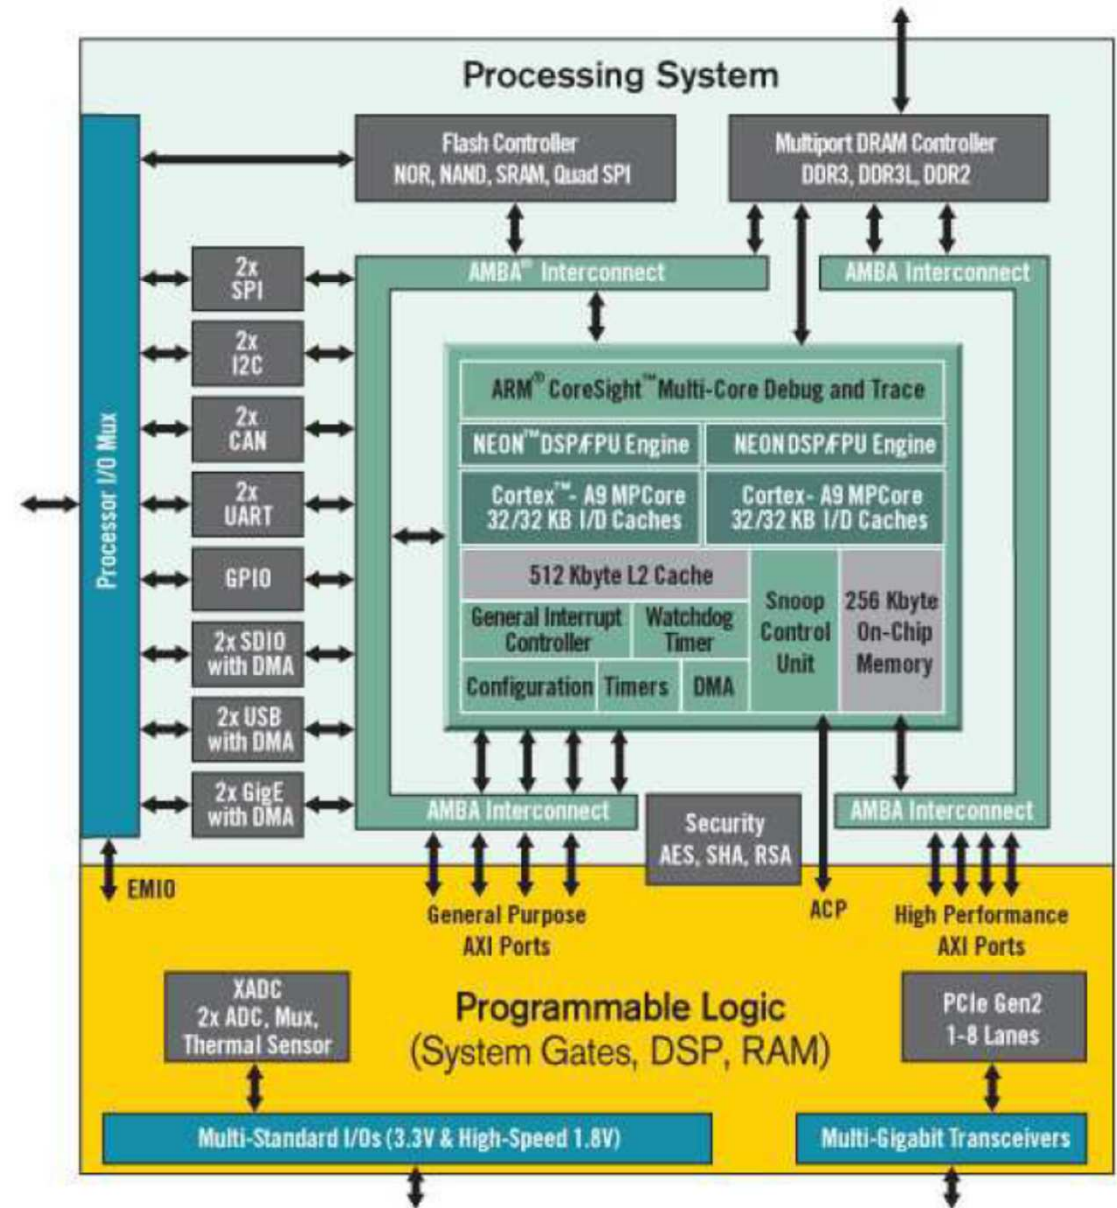 Processing System
Flash Controller
NOR, NAND, SRAM, Quad SPI
Multiport DRAM Controller
DDR3, DDR3L, DDR2
Processor I/O Mux
2x
SPI
2x
I2C
2x
CAN
2x
UART
GPIO
2x SDIO
with DMA
2x USB
with DMA
2x GigE
with DMA
AMBA® Interconnect
AMBA Interconnect
ARM® CoreSight™ Multi-Core Debug and Trace
NEON™ DSP/FPU Engine
NEON DSP/FPU Engine
Cortex™- A9 MPCore
32/32 KB I/D Caches
Cortex- A9 MPCore
32/32 KB I/D Caches
512 Kbyte L2 Cache
General Interrupt
Controller
Watchdog
Timer
Configuration
Timers
DMA
Snoop
Control
Unit
256 Kbyte
On-Chip
Memory
AMBA Interconnect
Security
AES, SHA, RSA
AMBA Interconnect
EMIO
General Purpose
AXI Ports
ACP
High Performance
AXI Ports
XADC
2x ADC, Mux,
Thermal Sensor
Programmable Logic
(System Gates, DSP, RAM)
PCIe Gen2
1-8 Lanes
Multi-Standard I/Os (3.3V & High-Speed 1.8V)
Multi-Gigabit Transceivers